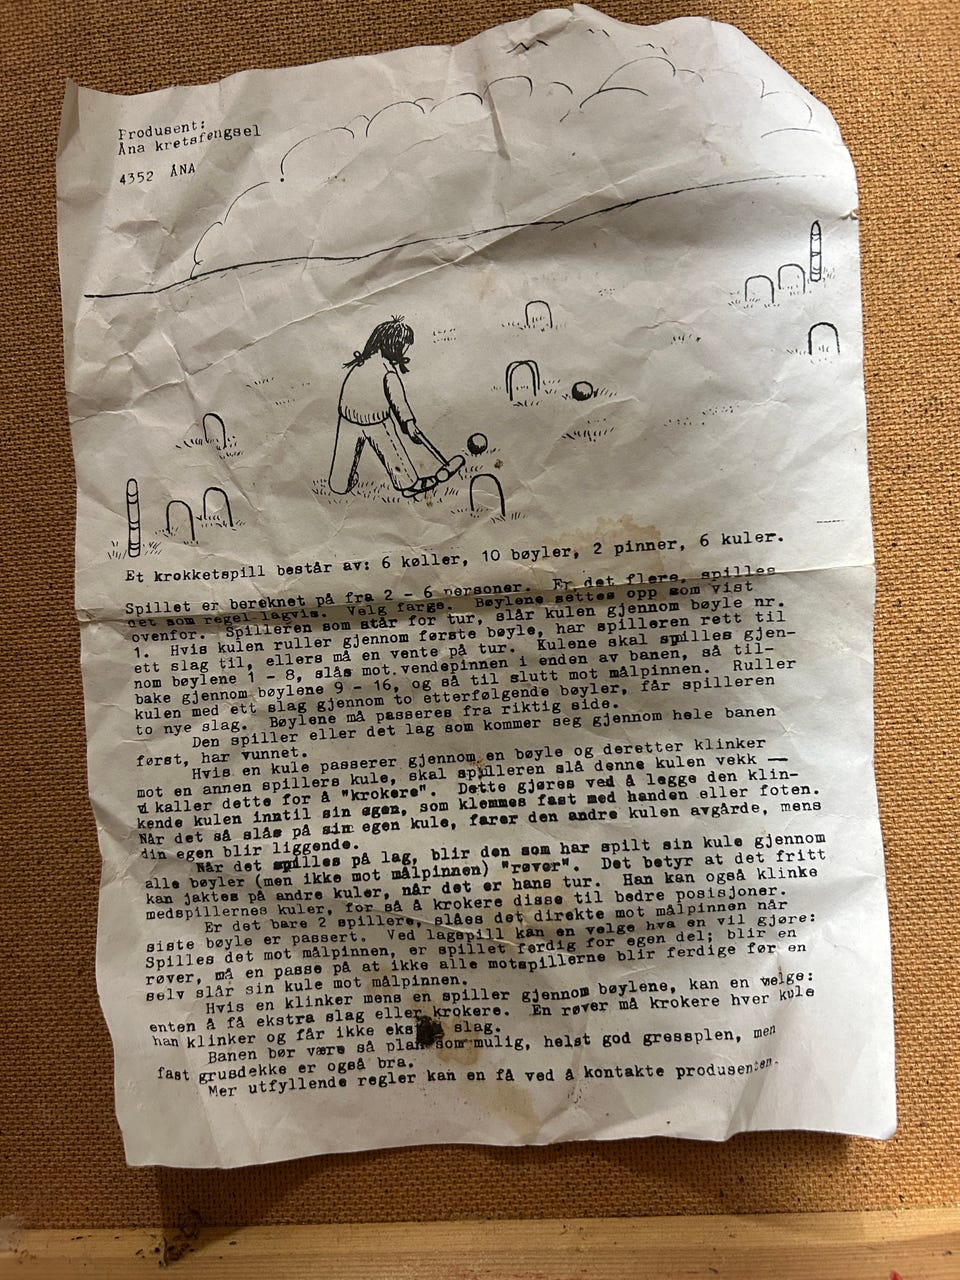 Produsent:
Åna kretsfengsel
4352 ÅNA
Et krokketspill består av: 6 køller, 10 bøyler, 2 pinner, 6 kuler.
Spillet er bereknet på fra 2 - 6 personer. Er det flere, spilles
det som regel lagvis. Velg farge. Bøylene settes opp som vist
ovenfor. Spilleren som står for tur, slår kulen gjennom bøyle nr.
1. Hvis kulen ruller gjennom første bøyle, har spilleren rett til
ett slag til, ellers må en vente på tur. Kulene skal spilles gjen-
nom bøylene 1 - 8, slås mot vendepinnen i enden av banen, så til-
bake gjennom bøylene 9 - 16, og så til slutt mot målpinnen. Ruller
kulen med ett slag gjennom to etterfølgende bøyler, får spilleren
to nye slag. Bøylene må passeres fra riktig side.
Den spiller eller det lag som kommer seg gjennom hele banen
først, har vunnet.
Hvis en kule passerer gjennom en bøyle og deretter klinker
mot en annen spillers kule, skal spilleren slå denne kulen vekk —
vi kaller dette for å "krokere". Dette gjøres ved å legge den klin-
kende kulen inntil sin egen, som klemmes fast med handen eller foten.
Når det så slås på sin egen kule, farer den andre kulen avgårde, mens
din egen blir liggende.
Når det spilles på lag, blir den som har spilt sin kule gjennom
alle bøyler (men ikke mot målpinnen) "røver". Det betyr at det fritt
kan jaktes på andre kuler, når det er hans tur. Han kan også klinke
medspillernes kuler, for så å krokere disse til bedre posisjoner.
Er det bare 2 spillere, slåes det direkte mot målpinnen når
siste bøyle er passert. Ved lagspill kan en velge hva en vil gjøre:
Spilles det mot målpinnen, er spillet ferdig for egen del; blir en
røver, må en passe på at ikke alle motspillerne blir ferdige før en
selv slår sin kule mot målpinnen.
Hvis en klinker mens en spiller gjennom bøylene, kan en velge:
enten å få ekstra slag eller krokere. En røver må krokere hver kule
han klinker og får ikke eks slag.
Banen bør være så plan som mulig, helst god gressplen, men
fast grusdekke er også bra.
Mer utfyllende regler kan en få ved å kontakte produsenten.